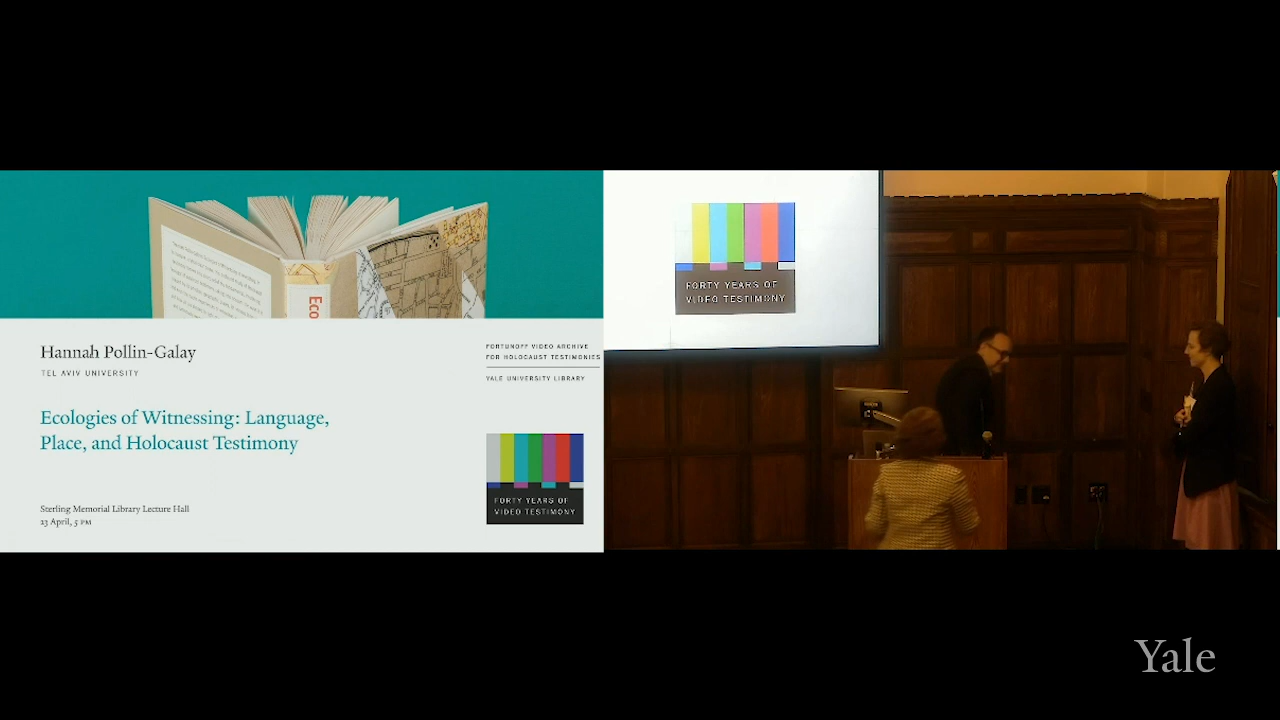 Eco
Hannah Pollin-Galay
TEL AVIV UNIVERSITY
Ecologies of Witnessing: Language,
Place, and Holocaust Testimony
Sterling Memorial Library Lecture Hall
23 April, 5 PM
FORTUNOFF VIDEO ARCHIVE
FOR HOLOCAUST TESTIMONIES
YALE UNIVERSITY LIBRARY
FORTY YEARS OF
VIDEO TESTIMONY
FORTY YEARS OF
VIDEO TESTIMONY
Yale